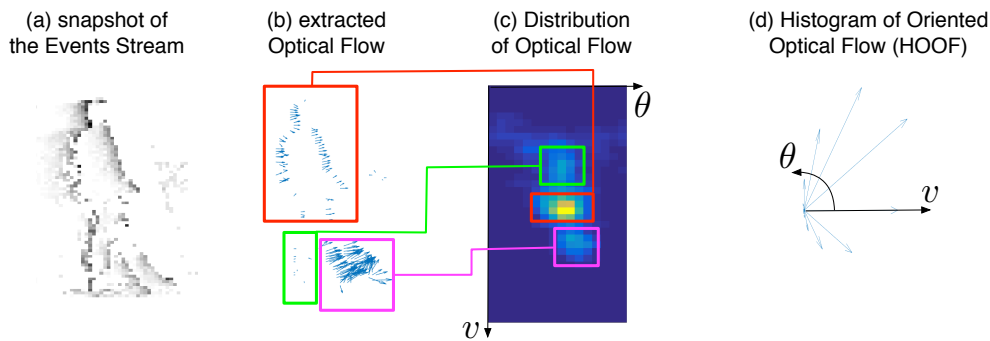 (a) snapshot of
the Events Stream
(b) extracted
Optical Flow
(c) Distribution
of Optical Flow
(d) Histogram of Oriented
Optical Flow (HOOF)
θ
v
θ
v